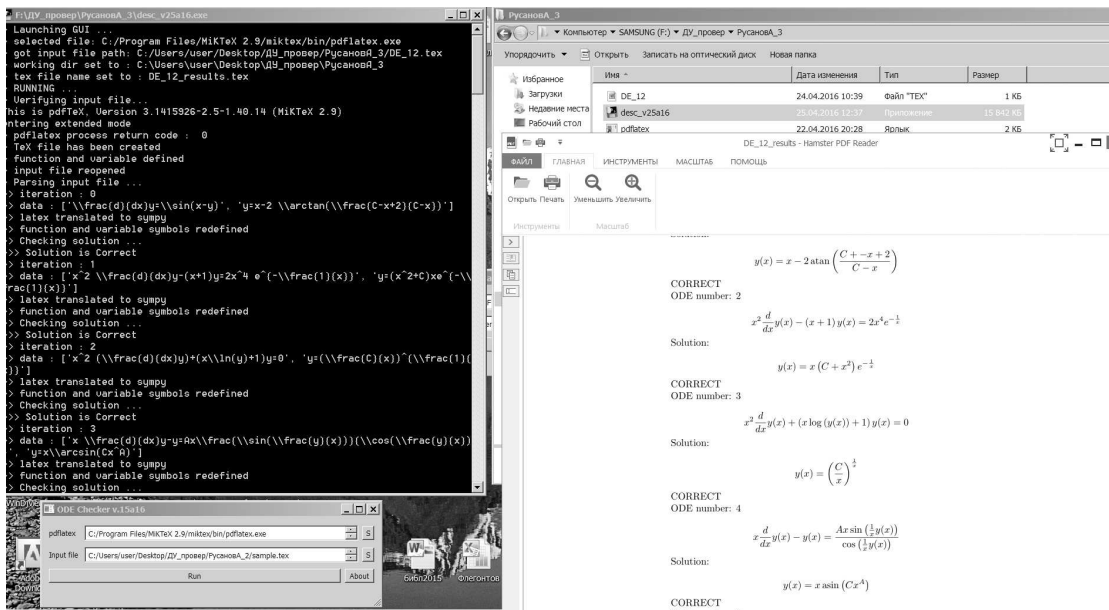 F:\ДУ_провер\РусановА_3\desc_v25a16.exe
Launching GUI ...
selected file: C:/Program Files/MiKTeX 2.9/miktex/bin/pdflatex.exe
got input file path: C:/Users/user/Desktop/ДУ_провер/РусановА_3/DE_12.tex
working dir set to : C:\Users\user\Desktop\ДУ_провер\РусановА_3
tex file name set to : DE_12_results.tex
RUNNING ...
Verifying input file...
his is pdfTeX, Version 3.1415926-2.5-1.40.14 (MiKTeX 2.9)
ntering extended mode
pdflatex process return code : 0
TeX file has been created
function and variable defined
input file reopened
Parsing input file ...
> iteration : 0
> data : ['\\frac{d}{dx}y=\\sin(x-y)', 'y=x-2 \\arctan(\\frac{C-x+2}{C-x})']
> latex translated to sympy
> function and variable symbols redefined
> Checking solution ...
>> Solution is Correct
> iteration : 1
> data : ['x^2 \\frac{d}{dx}y-(x+1)y=2x^4 e^{-\\frac{1}{x}}', 'y=(x^2+C)xe^{-\\
rac{1}{x}}']
> latex translated to sympy
> function and variable symbols redefined
> Checking solution ...
>> Solution is Correct
> iteration : 2
> data : ['x^2 (\\frac{d}{dx}y)+(x\\ln(y)+1)y=0', 'y=(\\frac{C}{x})^{\\frac{1}{
}}']
> latex translated to sympy
> function and variable symbols redefined
> Checking solution ...
>> Solution is Correct
> iteration : 3
> data : ['x \\frac{d}{dx}y-y=Ax\\frac{\\sin(\\frac{y}{x})}{\\cos(\\frac{y}{x})
', 'y=x\\arcsin(Cx^A)']
> latex translated to sympy
> function and variable symbols redefined
> Checking solution ...
ODE Checker v.15a16
pdflatex C:/Program Files/MiKTeX 2.9/miktex/bin/pdflatex.exe S
Input file C:/Users/user/Desktop/ДУ_провер/РусановА_2/sample.tex S
Run About
библ2015 Флегонтов
РусановА_3
Компьютер SAMSUNG (F:) ДУ_провер РусановА_3
Упорядочить Открыть Записать на оптический диск Новая папка
Избранное
Загрузки
Недавние места
Рабочий стол
Имя Дата изменения Тип Размер
DE_12 24.04.2016 10:39 Файл "TEX" 1 КБ
desc_v25a16 25.04.2016 12:37 Приложение 15 842 КБ
pdflatex 22.04.2016 20:28 Ярлык 2 КБ
DE_12_results - Hamster PDF Reader
ФАЙЛ ГЛАВНАЯ ИНСТРУМЕНТЫ МАСШТАБ ПОМОЩЬ
Открыть Печать Уменьшить Увеличить
Инструменты Масштаб
y(x) = x − 2 atan ((C + −x + 2)/(C − x))
CORRECT
ODE number: 2
x² d/dx y(x) − (x + 1) y(x) = 2x⁴e^(−1/x)
Solution:
y(x) = x (C + x²) e^(−1/x)
CORRECT
ODE number: 3
x² d/dx y(x) + (x log (y(x)) + 1) y(x) = 0
Solution:
y(x) = (C/x)^(1/x)
CORRECT
ODE number: 4
x d/dx y(x) − y(x) = Ax sin (1/x y(x)) / cos (1/x y(x))
Solution:
y(x) = x asin (Cx^A)
CORRECT